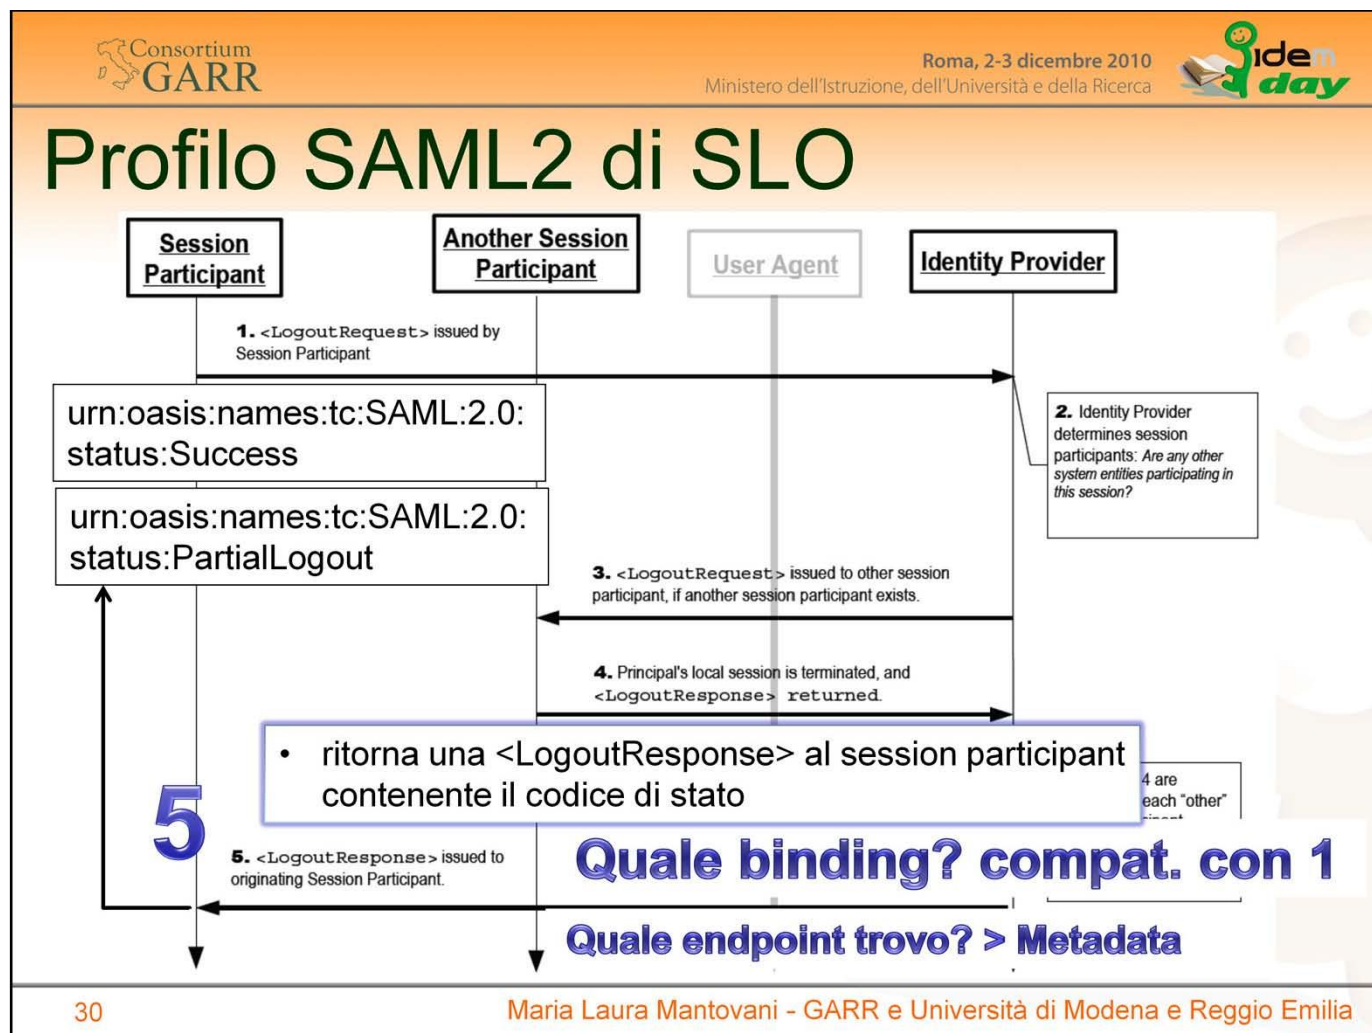 Consortium
GARR
Roma, 2-3 dicembre 2010
Ministero dell'Istruzione, dell'Università e della Ricerca
idem
day
Profilo SAML2 di SLO
Session
Participant
Another Session
Participant
User Agent
Identity Provider
1. <LogoutRequest> issued by
Session Participant
urn:oasis:names:tc:SAML:2.0:
status:Success
2. Identity Provider
determines session
participants: Are any other
system entities participating in
this session?
urn:oasis:names:tc:SAML:2.0:
status:PartialLogout
3. <LogoutRequest> issued to other session
participant, if another session participant exists.
4. Principal's local session is terminated, and
<LogoutResponse> returned.
• ritorna una <LogoutResponse> al session participant
contenente il codice di stato
4 are
each "other"
5
5. <LogoutResponse> issued to
originating Session Participant.
Quale binding? compat. con 1
Quale endpoint trovo? > Metadata
30
Maria Laura Mantovani - GARR e Università di Modena e Reggio Emilia